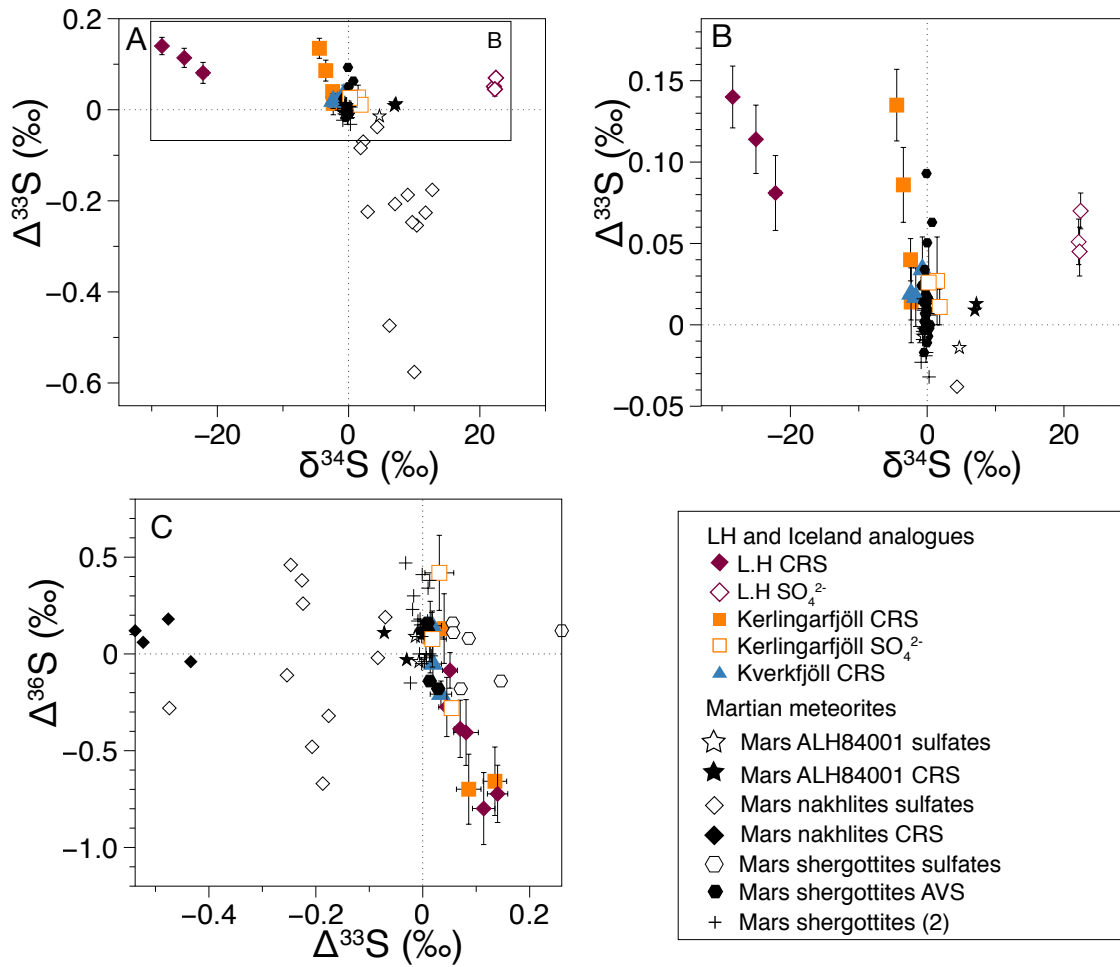 A
B
0.2
0
−0.2
−0.4
−0.6
Δ³³S (‰)
−20
0
20
δ³⁴S (‰)
B
0.15
0.10
0.05
0
−0.05
Δ³³S (‰)
−20
0
20
δ³⁴S (‰)
C
0.5
0
−0.5
−1.0
Δ³⁶S (‰)
−0.4
−0.2
0
0.2
Δ³³S (‰)
LH and Iceland analogues
L.H CRS
L.H SO₄²⁻
Kerlingarfjöll CRS
Kerlingarfjöll SO₄²⁻
Kverkfjöll CRS
Martian meteorites
Mars ALH84001 sulfates
Mars ALH84001 CRS
Mars nakhlites sulfates
Mars nakhlites CRS
Mars shergottites sulfates
Mars shergottites AVS
Mars shergottites (2)